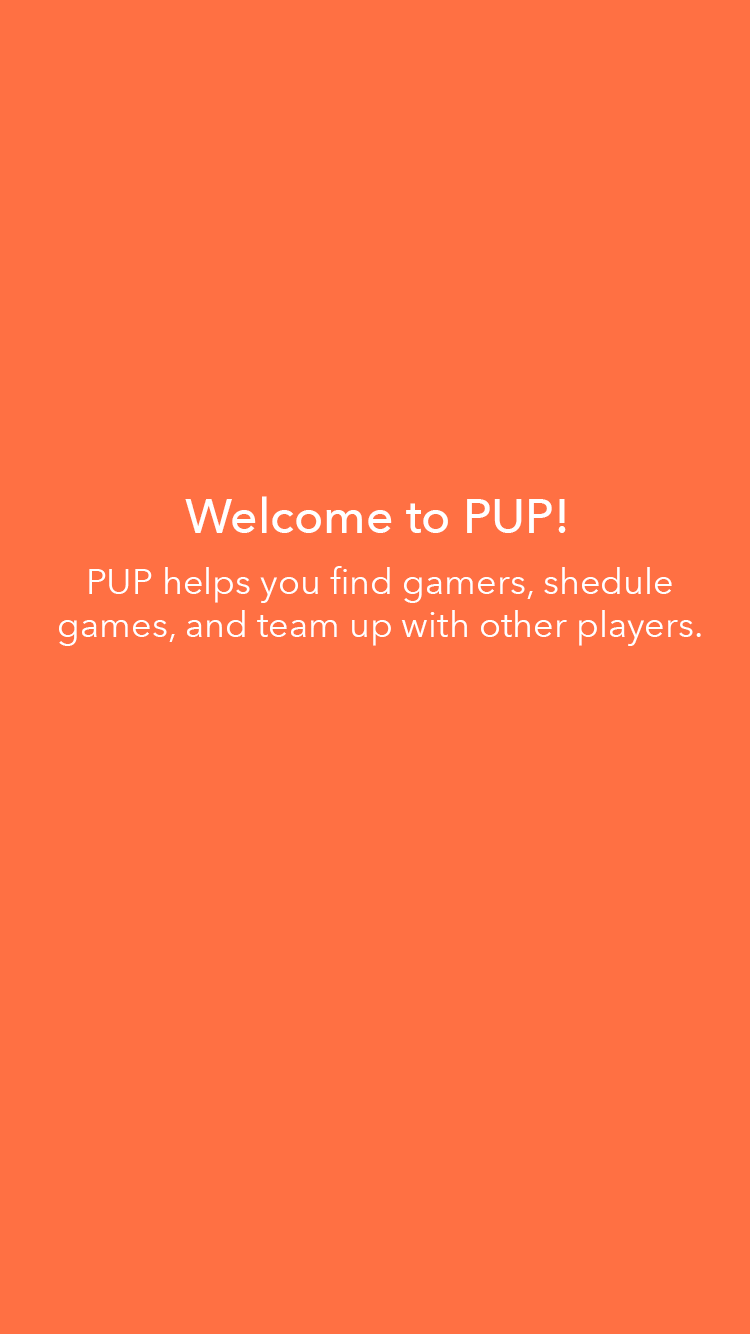 Welcome to PUP!
PUP helps you find gamers, shedule
games, and team up with other players.